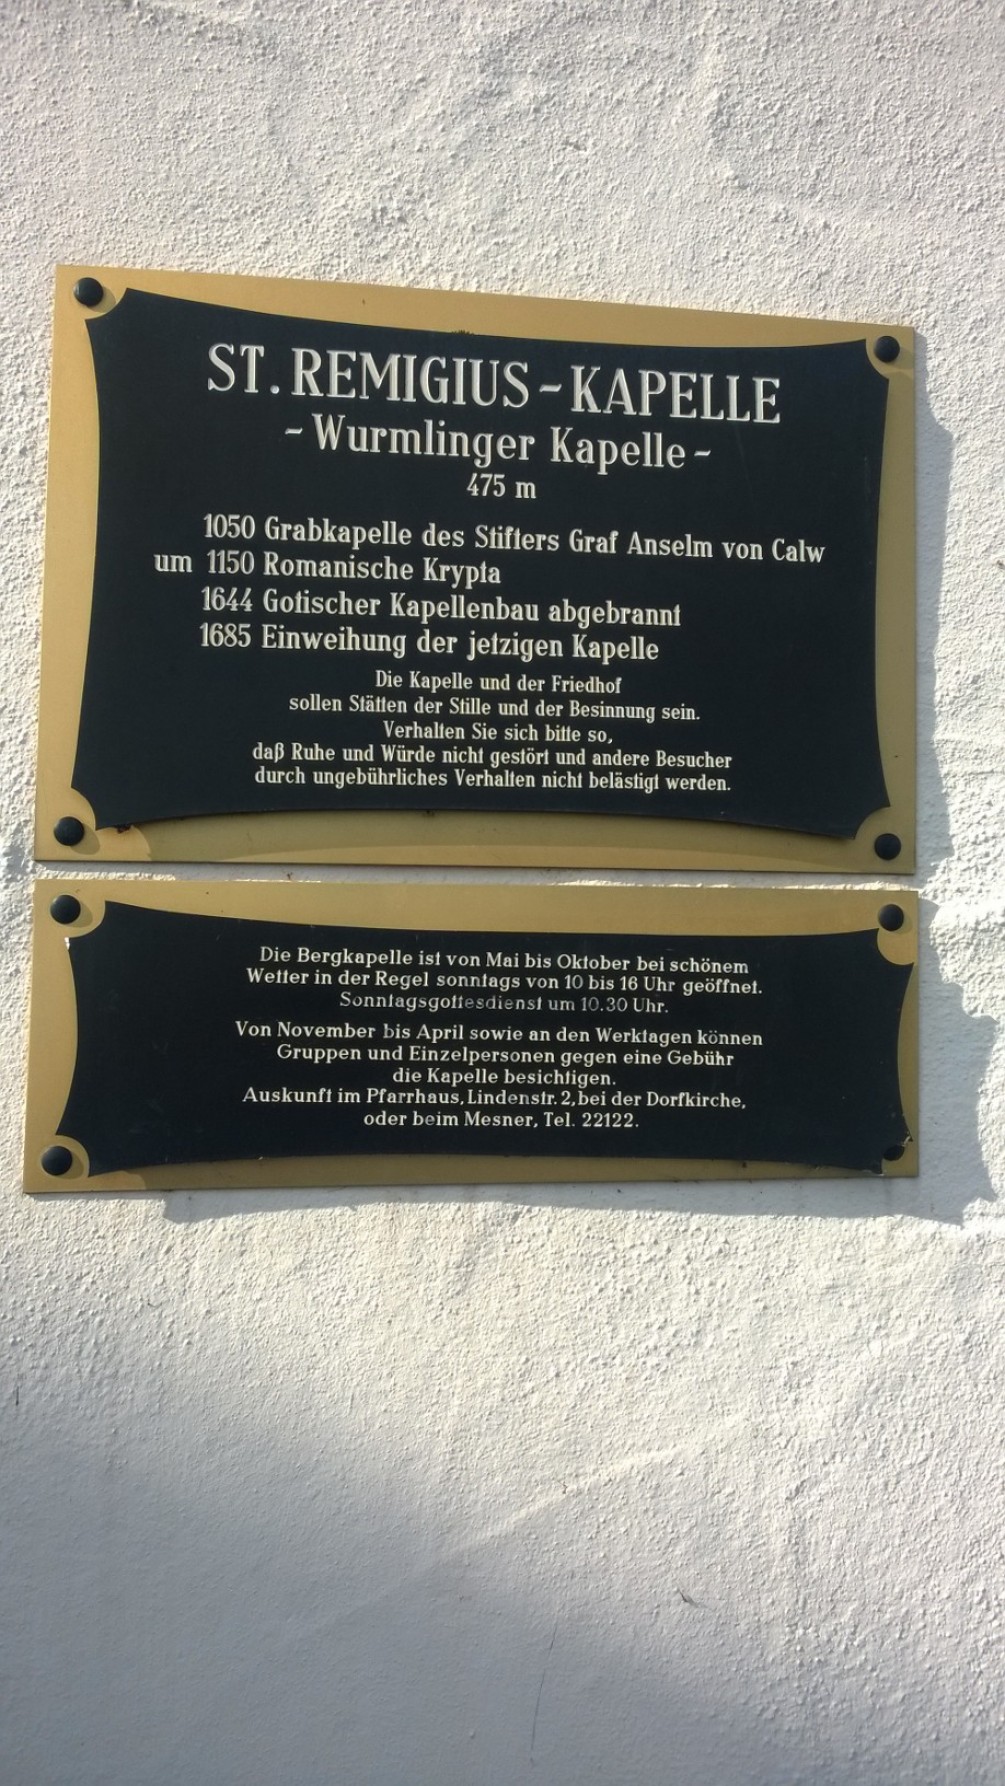 ST. REMIGIUS-KAPELLE
-Wurmlinger Kapelle-
475 m
1050 Grabkapelle des Stifters Graf Anselm von Calw
um 1150 Romanische Krypta
1644 Gotischer Kapellenbau abgebrannt
1685 Einweihung der jetzigen Kapelle
Die Kapelle und der Friedhof
sollen Stätten der Stille und der Besinnung sein.
Verhalten Sie sich bitte so,
daß Ruhe und Würde nicht gestört und andere Besucher
durch ungebührliches Verhalten nicht belästigt werden.
Die Bergkapelle ist von Mai bis Oktober bei schönem
Wetter in der Regel sonntags von 10 bis 16 Uhr geöffnet.
Sonntagsgottesdienst um 10.30 Uhr.
Von November bis April sowie an den Werktagen können
Gruppen und Einzelpersonen gegen eine Gebühr
die Kapelle besichtigen.
Auskunft im Pfarrhaus, Lindenstr. 2, bei der Dorfkirche,
oder beim Mesner, Tel. 22122.